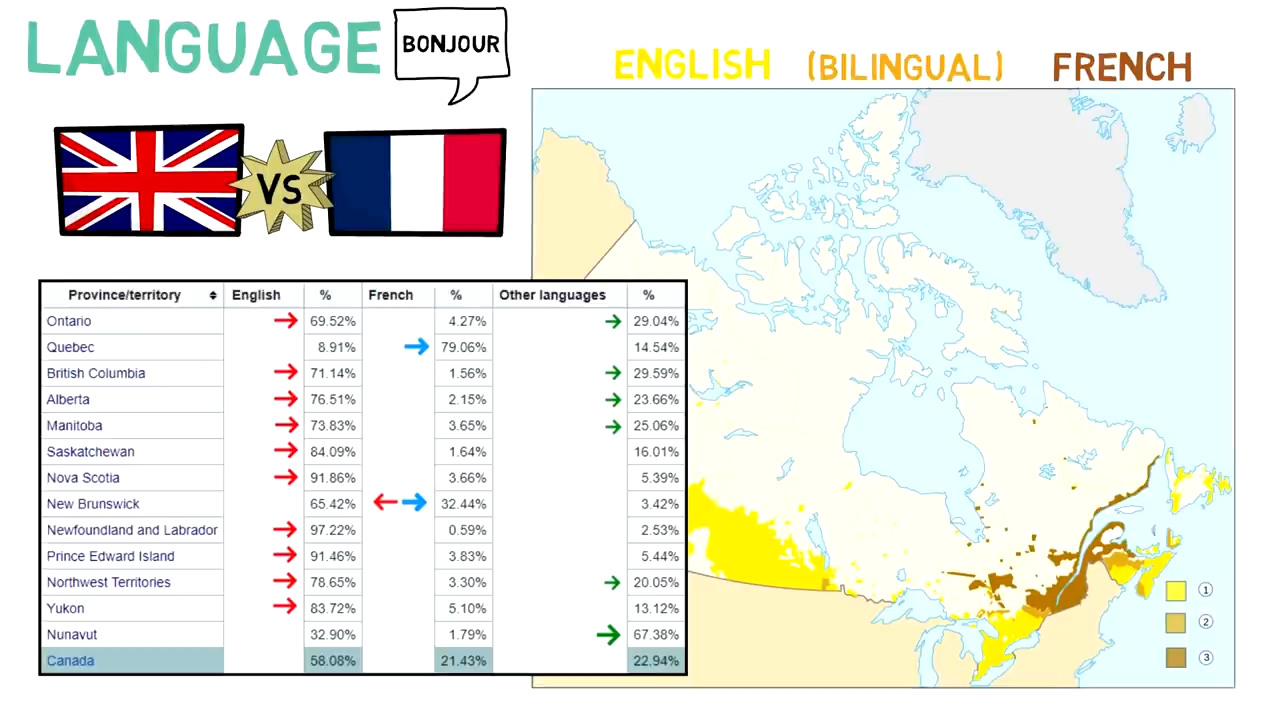 LANGUAGE
BONJOUR
ENGLISH (BILINGUAL) FRENCH
VS
Province/territory English % French % Other languages %
Ontario 69.52% 4.27% 29.04%
Quebec 8.91% 79.06% 14.54%
British Columbia 71.14% 1.56% 29.59%
Alberta 76.51% 2.15% 23.66%
Manitoba 73.83% 3.65% 25.06%
Saskatchewan 84.09% 1.64% 16.01%
Nova Scotia 91.86% 3.66% 5.39%
New Brunswick 65.42% 32.44% 3.42%
Newfoundland and Labrador 97.22% 0.59% 2.53%
Prince Edward Island 91.46% 3.83% 5.44%
Northwest Territories 78.65% 3.30% 20.05%
Yukon 83.72% 5.10% 13.12%
Nunavut 32.90% 1.79% 67.38%
Canada 58.08% 21.43% 22.94%
1
2
3